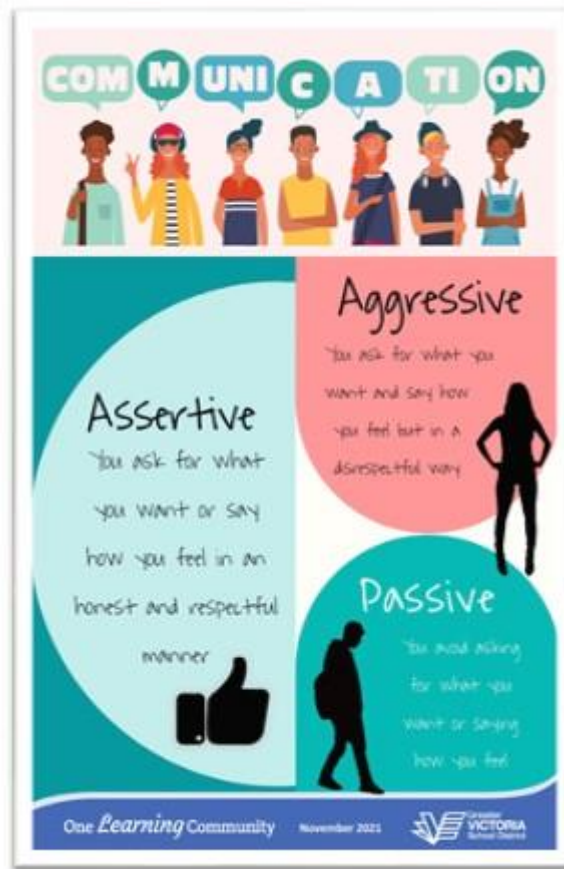 COMMUNICATION
Assertive
You ask for what
you want or say
how you feel in an
honest and respectful
manner
Aggressive
You ask for what you
want and say how
you feel but in a
disrespectful way
Passive
You avoid asking
for what you
want or saying
how you feel
One Learning Community
November 2021
Greater
VICTORIA
School District